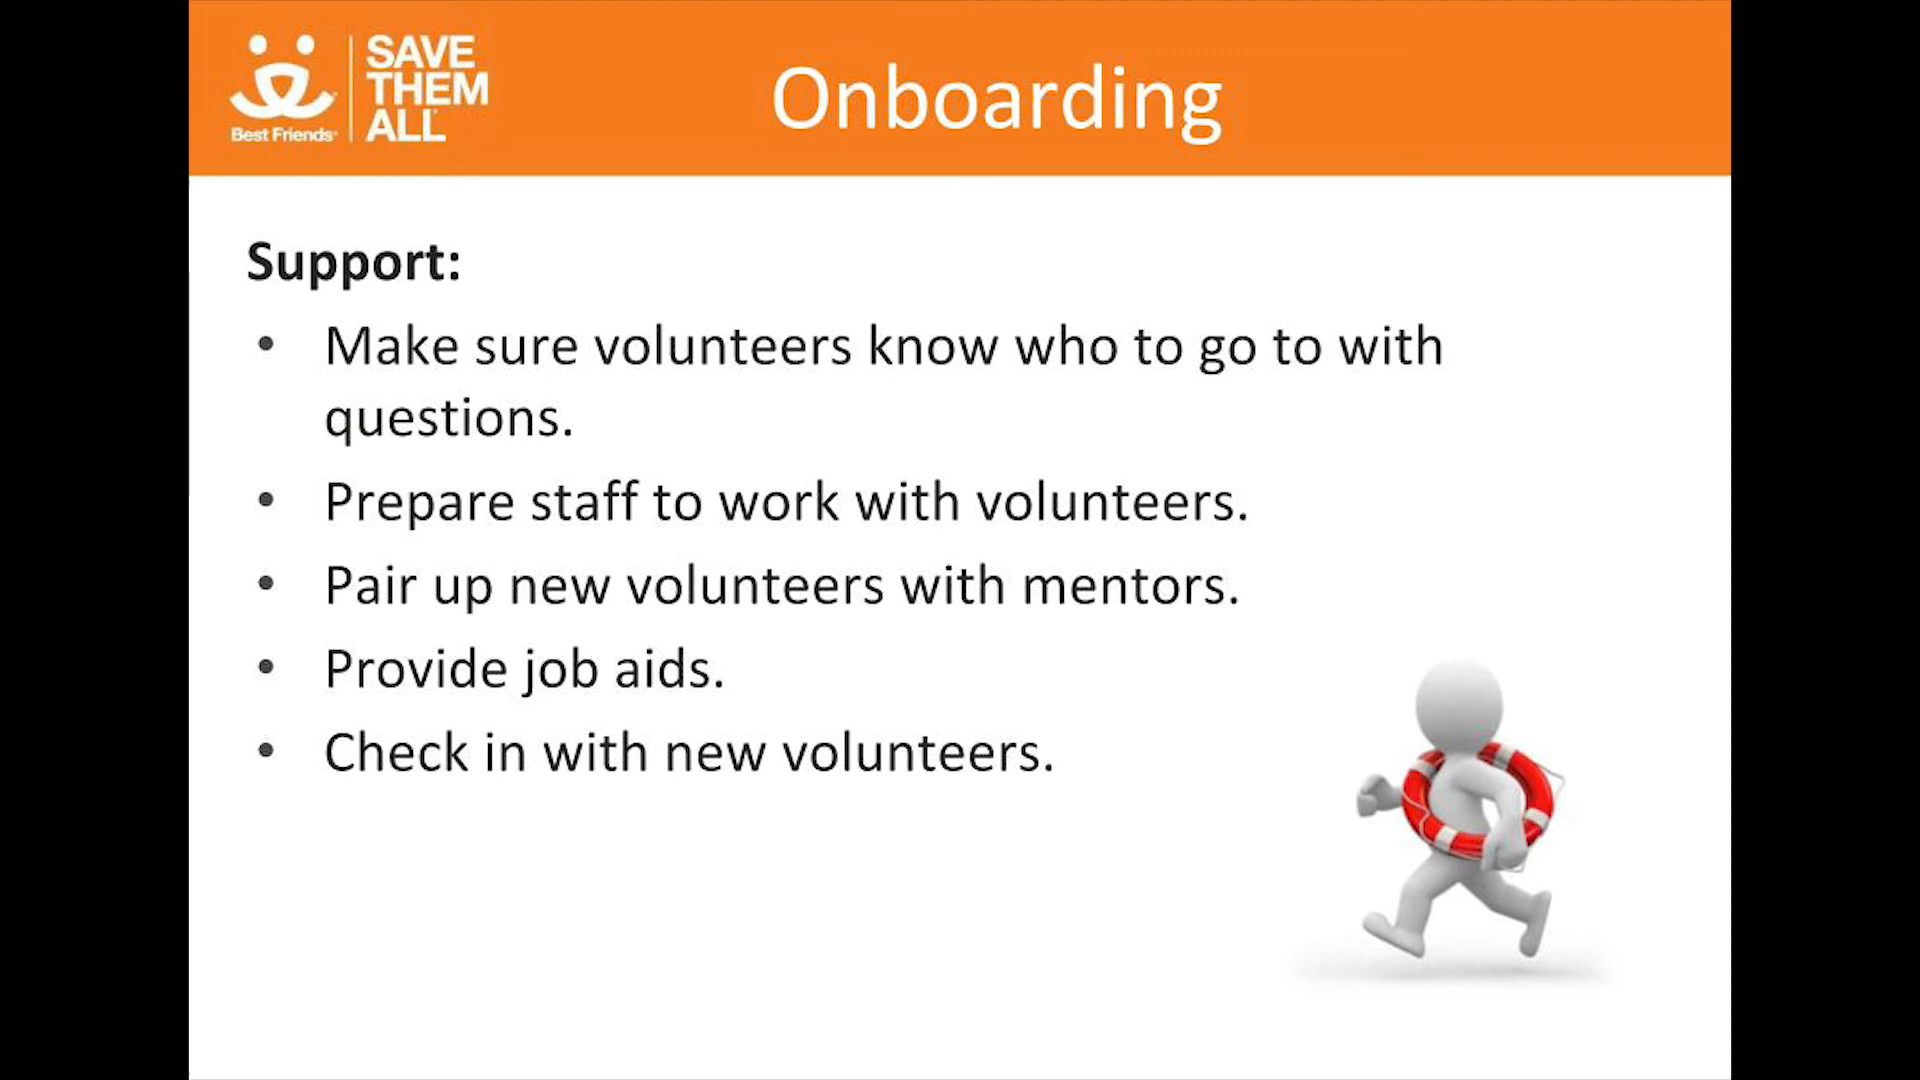 SAVE
THEM
ALL
Best Friends
Onboarding
Support:
• Make sure volunteers know who to go to with
questions.
• Prepare staff to work with volunteers.
• Pair up new volunteers with mentors.
• Provide job aids.
• Check in with new volunteers.